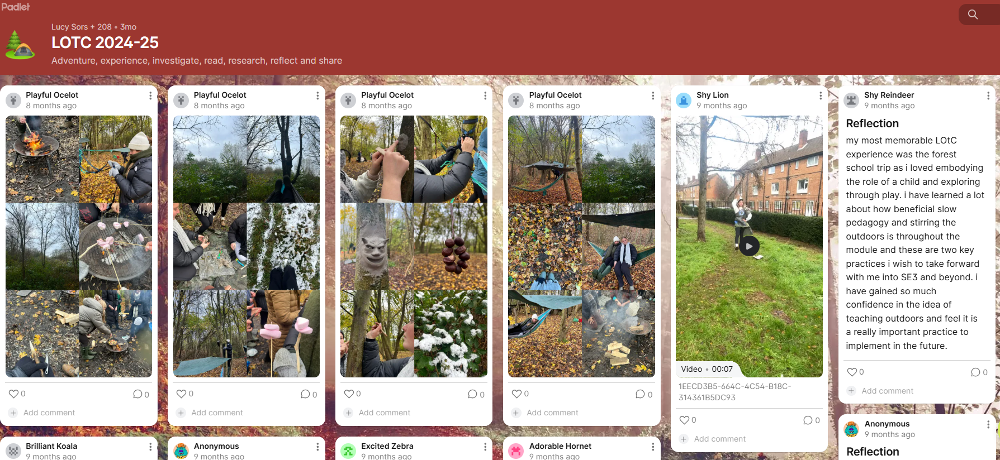 Padlet
Lucy Sors + 208 • 3mo
LOTC 2024-25
Adventure, experience, investigate, read, research, reflect and share
Playful Ocelot
8 months ago
0
0
Add comment
Playful Ocelot
8 months ago
0
0
Add comment
Playful Ocelot
8 months ago
0
0
Add comment
Playful Ocelot
8 months ago
0
0
Add comment
Shy Lion
9 months ago
Video • 00:07
1EECD3B5-664C-4C54-B18C-
314361B5DC93
0
0
Add comment
Shy Reindeer
9 months ago
Reflection
my most memorable LOtC
experience was the forest
school trip as i loved embodying
the role of a child and exploring
through play. i have learned a lot
about how beneficial slow
pedagogy and stirring the
outdoors is throughout the
module and these are two key
practices i wish to take forward
with me into SE3 and beyond. i
have gained so much
confidence in the idea of
teaching outdoors and feel it is
a really important practice to
implement in the future.
0
0
Add comment
Brilliant Koala
9 months ago
Anonymous
9 months ago
Excited Zebra
9 months ago
Adorable Hornet
9 months ago
Anonymous
9 months ago
Reflection